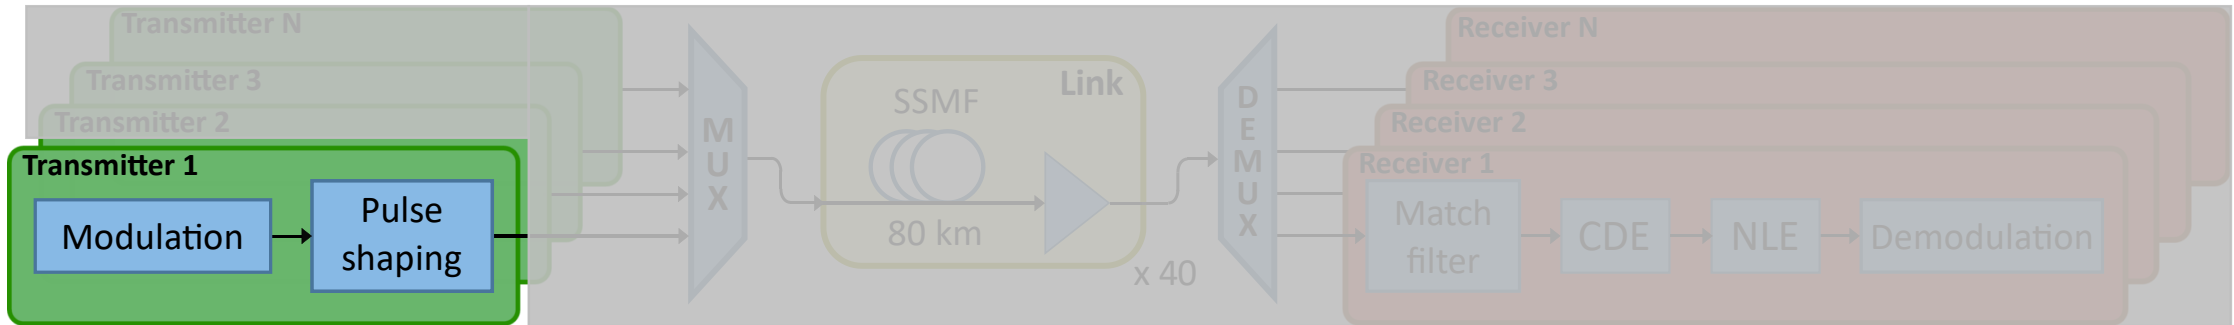 Transmitter N
Transmitter 3
Transmitter 2
Transmitter 1
Modulation
Pulse
shaping
M
U
X
Link
SSMF
80 km
x 40
D
E
M
U
X
Receiver N
Receiver 3
Receiver 2
Receiver 1
Match
filter
CDE
NLE
Demodulation